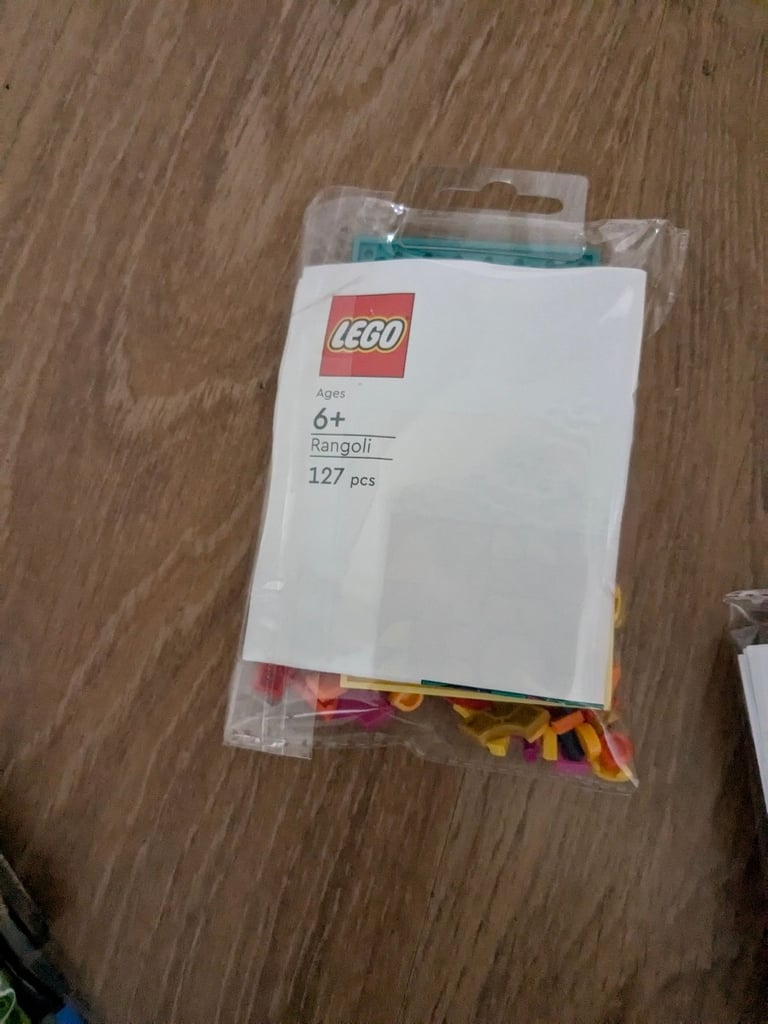 LEGO
Ages
6+
Rangoli
127 pcs